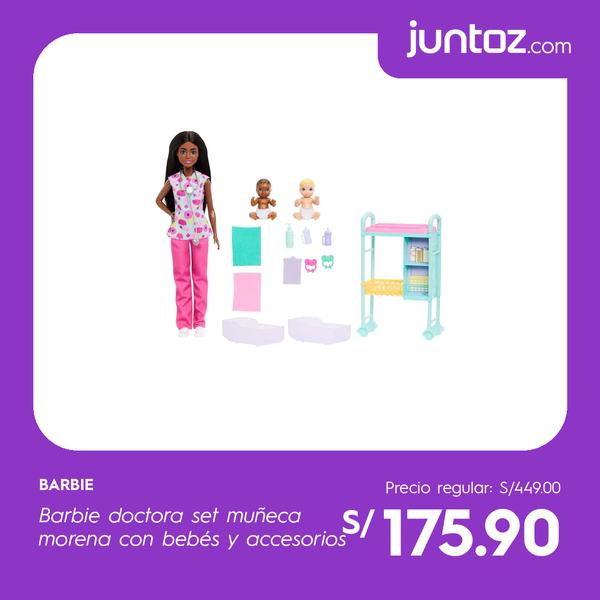 juntoz.com
BARBIE
Barbie doctora set muñeca
morena con bebés y accesorios
Precio regular: S/449.00
S/175.90